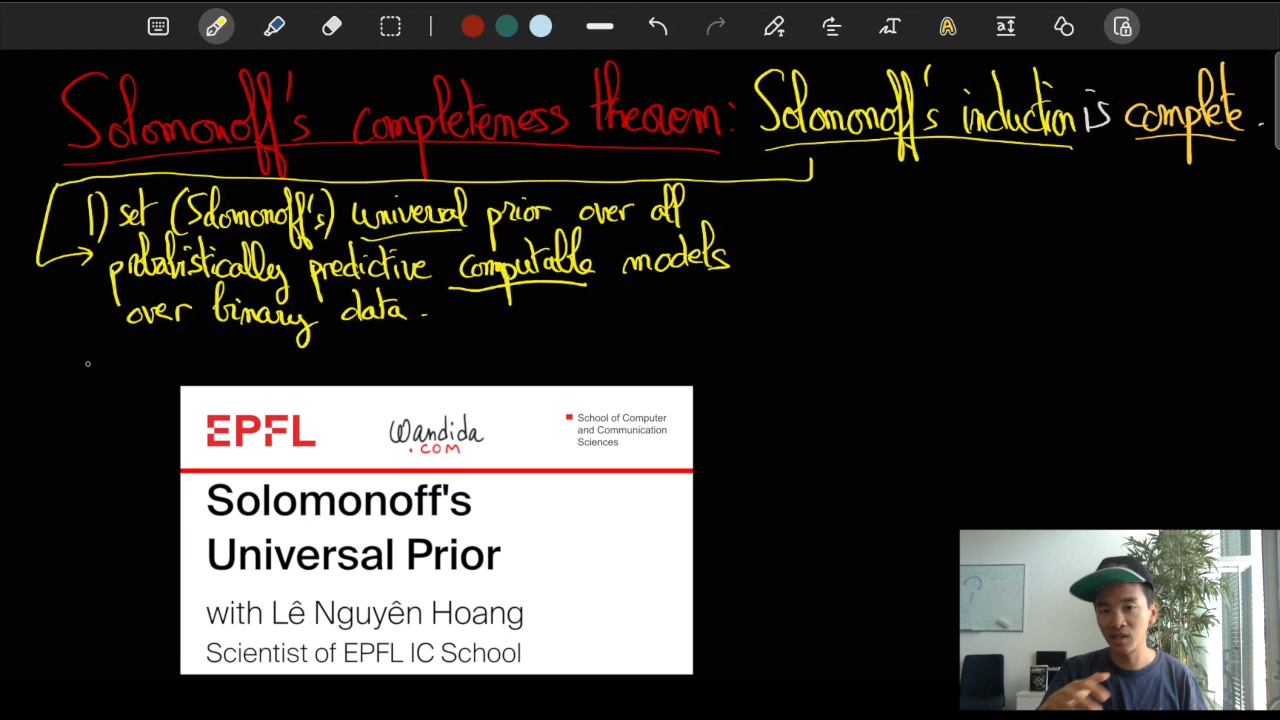 Solomonoff's completeness theorem: Solomonoff's induction is complete.
1) set (Solomonoff's) universal prior over all
probabistically predictive computable models
over binary data.
EPFL
Wandida
.COM
School of Computer
and Communication
Sciences
Solomonoff's
Universal Prior
with Lê Nguyên Hoang
Scientist of EPFL IC School